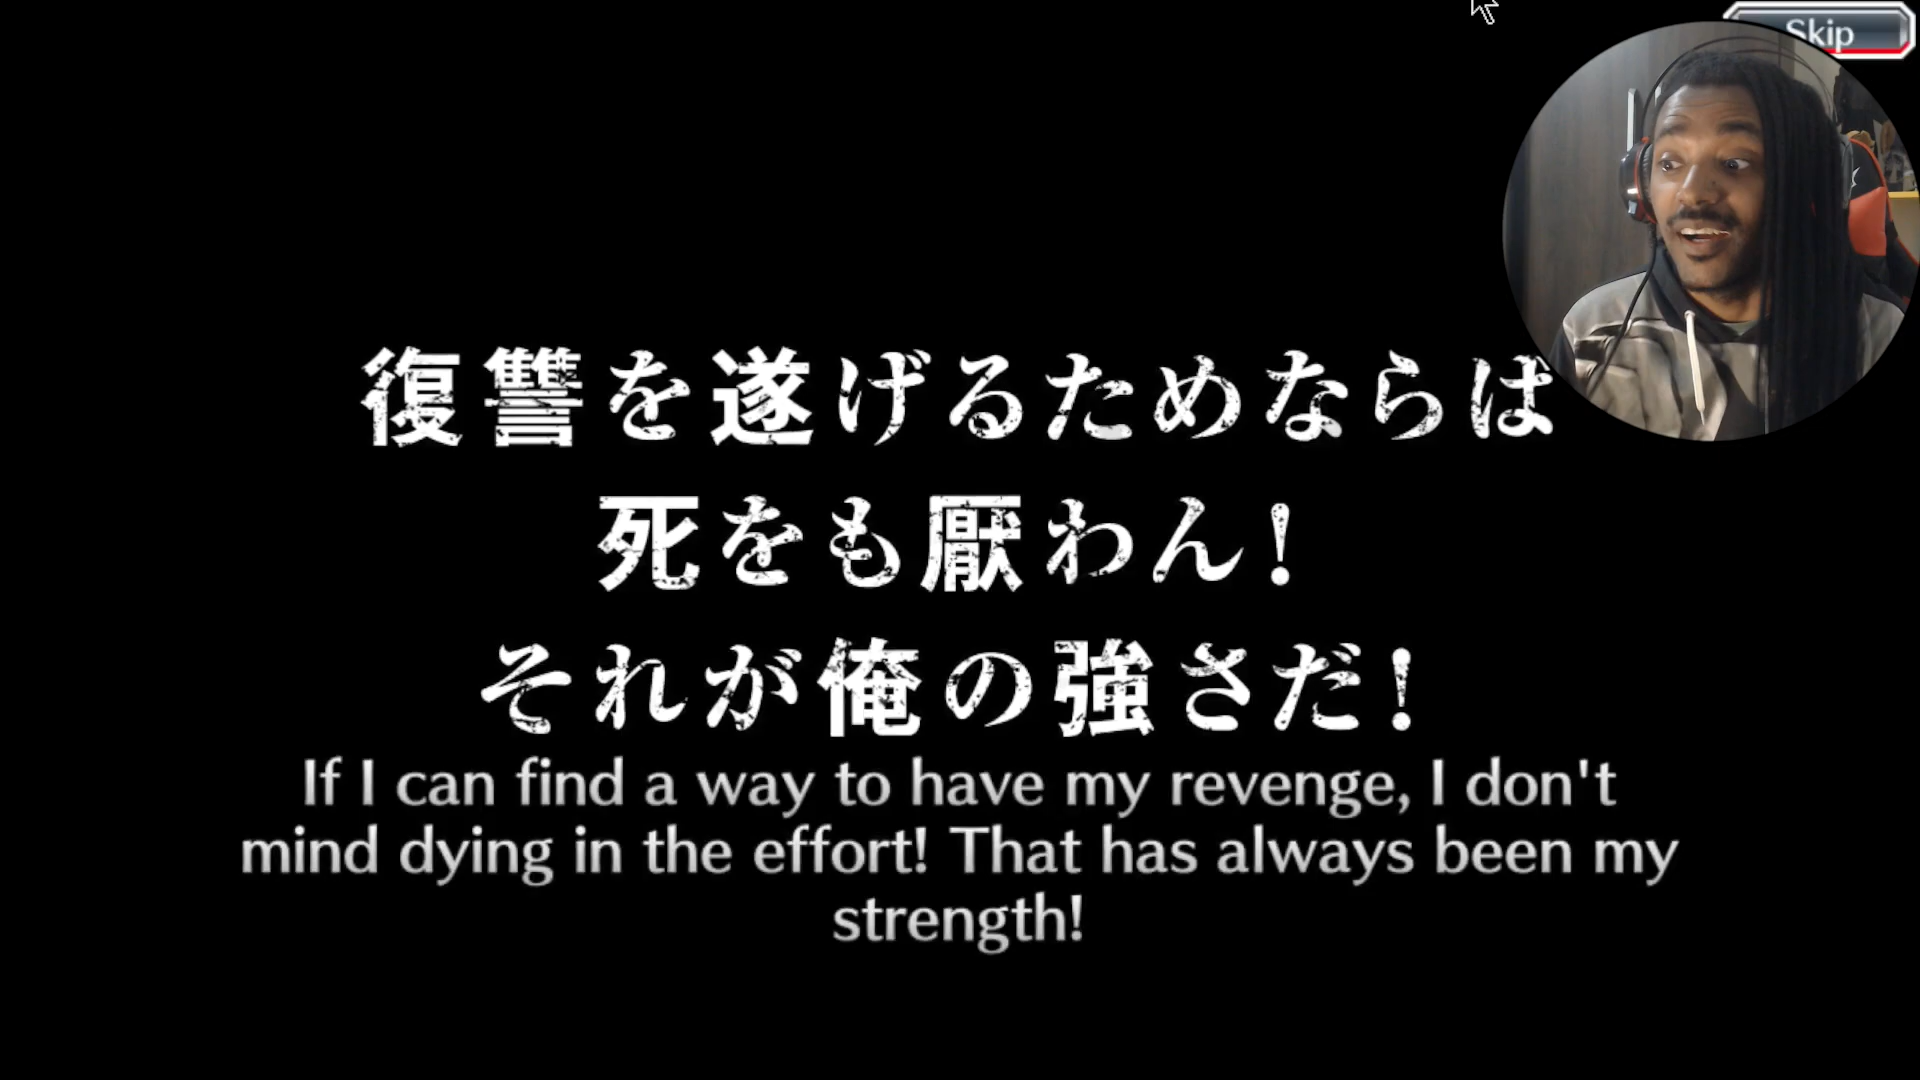 Skip
復讐を遂げるためならば
死をも厭わん！
それが俺の強さだ！
If I can find a way to have my revenge, I don't
mind dying in the effort! That has always been my
strength!